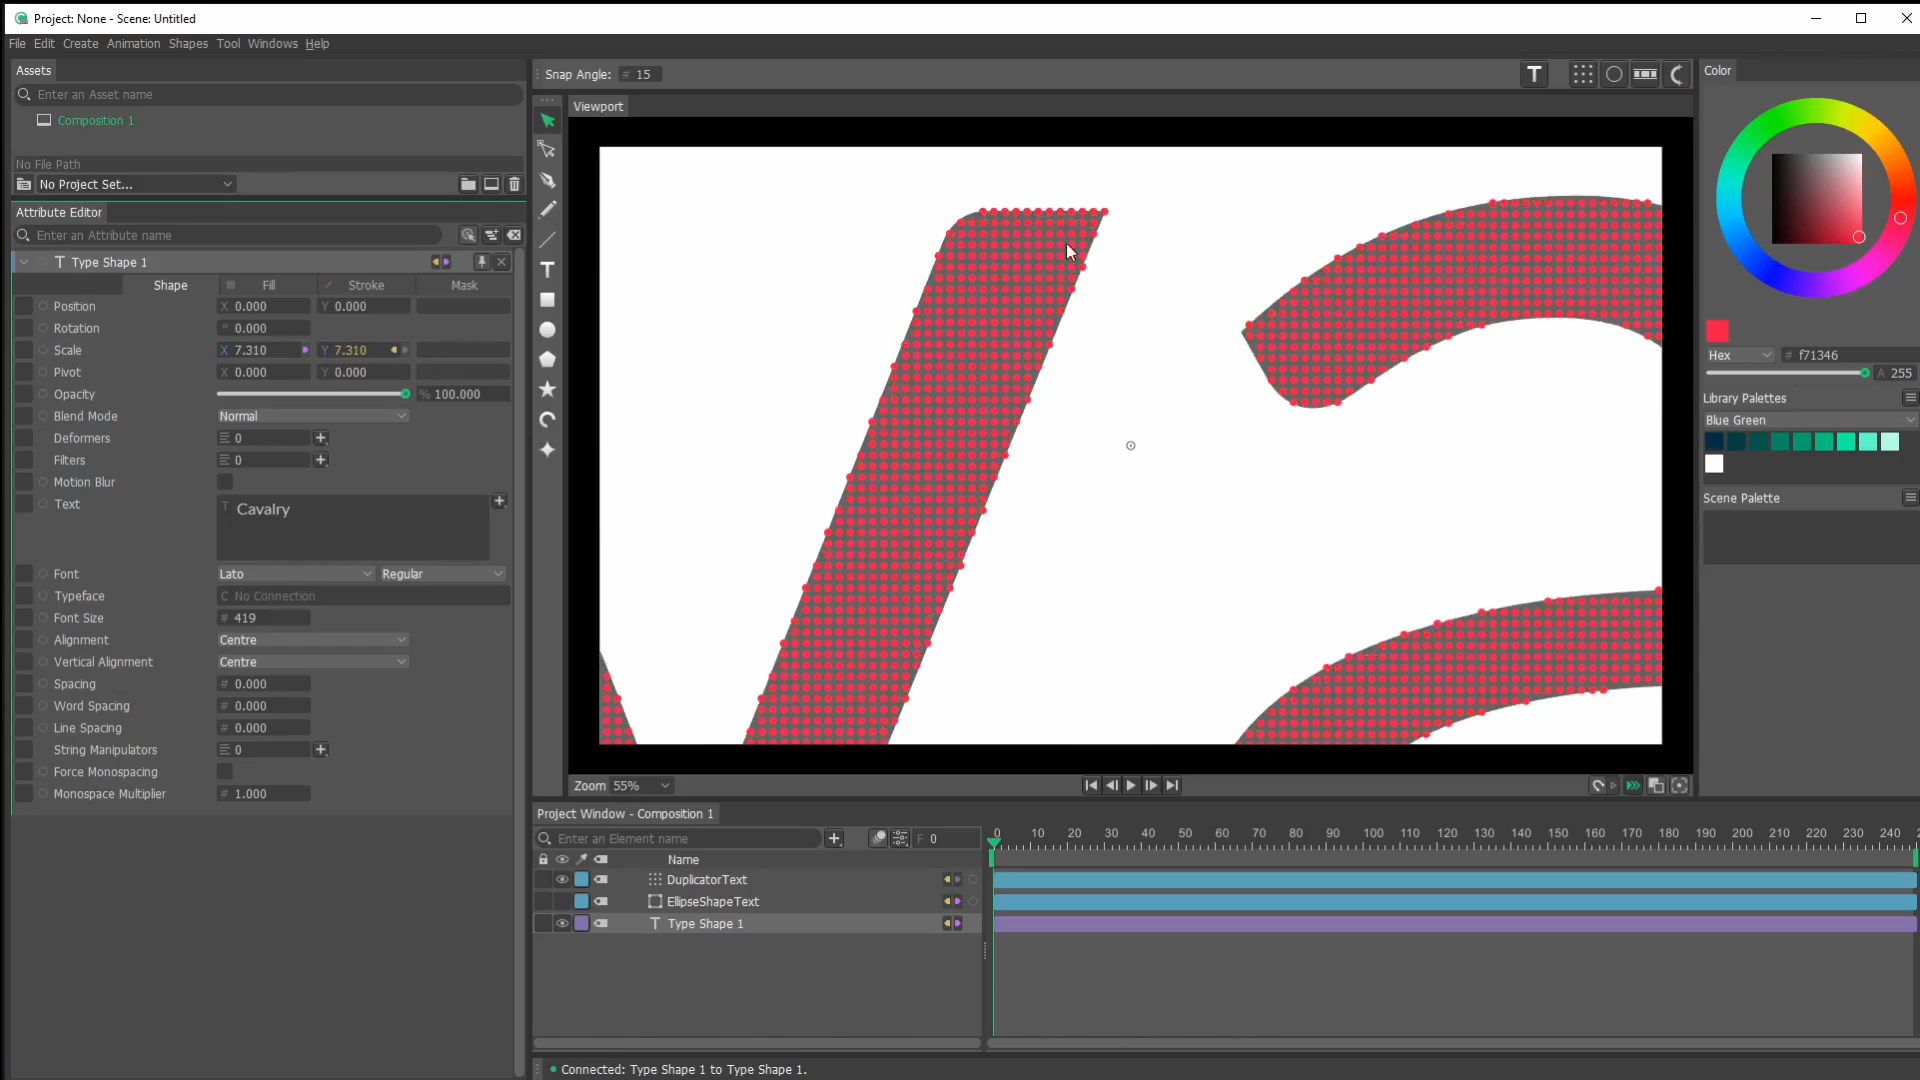 Project: None - Scene: Untitled
File Edit Create Animation Shapes Tool Windows Help
Assets
Enter an Asset name
Composition 1
No File Path
No Project Set...
Attribute Editor
Enter an Attribute name
T Type Shape 1
Shape Fill Stroke Mask
Position X 0.000 Y 0.000
Rotation ° 0.000
Scale X 7.310 Y 7.310
Pivot X 0.000 Y 0.000
Opacity % 100.000
Blend Mode Normal
Deformers 0
Filters 0
Motion Blur
Text T Cavalry
Font Lato Regular
Typeface C No Connection
Font Size # 419
Alignment Centre
Vertical Alignment Centre
Spacing # 0.000
Word Spacing # 0.000
Line Spacing # 0.000
String Manipulators 0
Force Monospacing
Monospace Multiplier # 1.000
Snap Angle: # 15
T
Viewport
T
Zoom 55%
Project Window - Composition 1
Enter an Element name
F 0
0 10 20 30 40 50 60 70 80 90 100 110 120 130 140 150 160 170 180 190 200 210 220 230 240
Name
DuplicatorText
EllipseShapeText
T Type Shape 1
Connected: Type Shape 1 to Type Shape 1.
Color
Hex # f71346
A 255
Library Palettes
Blue Green
Scene Palette